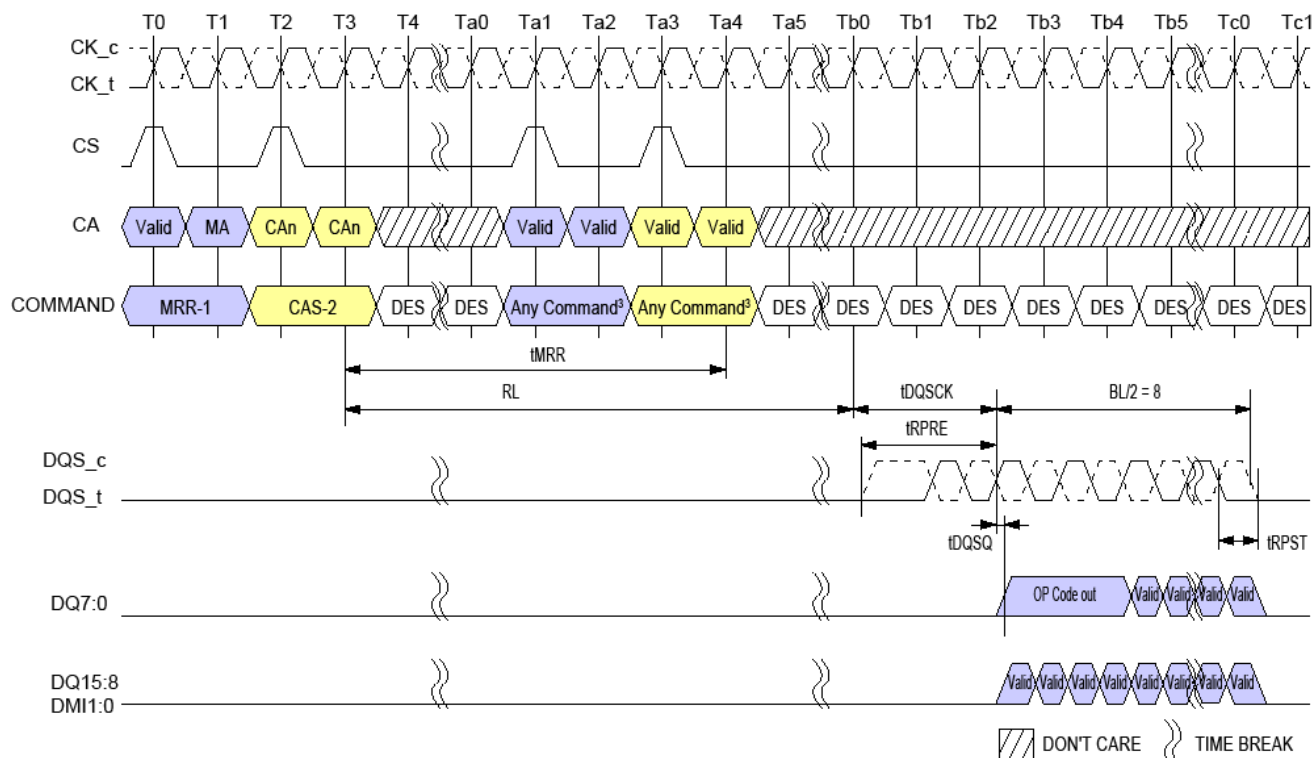 T0 T1 T2 T3 T4 Ta0 Ta1 Ta2 Ta3 Ta4 Ta5 Tb0 Tb1 Tb2 Tb3 Tb4 Tb5 Tc0 Tc1
CK_c
CK_t
CS
CA Valid MA CAn CAn Valid Valid Valid Valid
COMMAND MRR-1 CAS-2 DES DES Any Command³ Any Command³ DES DES DES DES DES DES DES DES DES
tMRR
RL tDQSCK BL/2 = 8
tRPRE
DQS_c
DQS_t
tDQSQ tRPST
DQ7:0 OP Code out Valid Valid Valid Valid
DQ15:8 Valid Valid Valid Valid Valid Valid Valid Valid
DMI1:0
DON'T CARE TIME BREAK